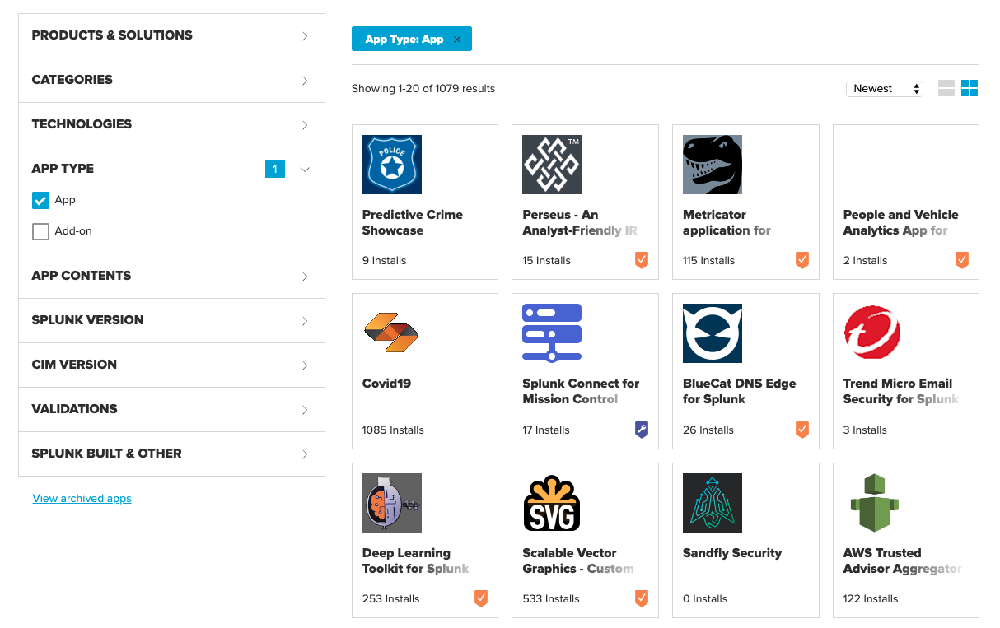 PRODUCTS & SOLUTIONS
CATEGORIES
TECHNOLOGIES
APP TYPE
1
App
Add-on
APP CONTENTS
SPLUNK VERSION
CIM VERSION
VALIDATIONS
SPLUNK BUILT & OTHER
View archived apps
App Type: App ×
Showing 1-20 of 1079 results
Newest
POLICE
Predictive Crime
Showcase
9 Installs
TM
Perseus - An
Analyst-Friendly IR
15 Installs
Metricator
application for
115 Installs
People and Vehicle
Analytics App for
2 Installs
Covid19
1085 Installs
Splunk Connect for
Mission Control
17 Installs
BlueCat DNS Edge
for Splunk
26 Installs
Trend Micro Email
Security for Splunk
3 Installs
Deep Learning
Toolkit for Splunk
253 Installs
SVG
Scalable Vector
Graphics - Custom
533 Installs
Sandfly Security
0 Installs
AWS Trusted
Advisor Aggregator
122 Installs